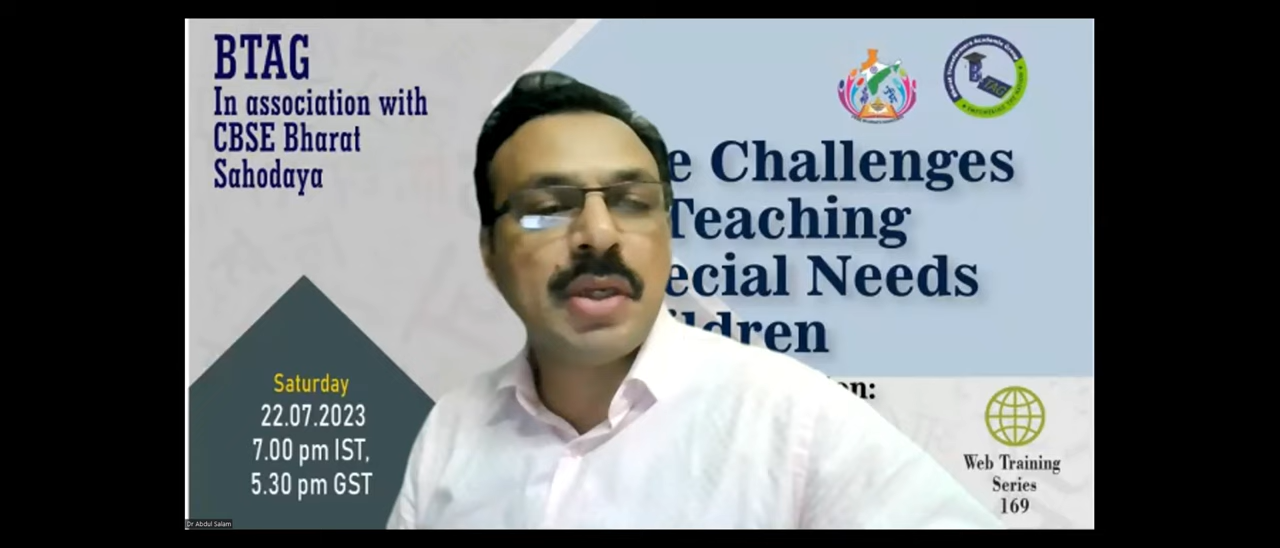 BTAG
In association with
CBSE Bharat
Sahodaya
e Challenges
Teaching
ecial Needs
ldren
n:
Saturday
22.07.2023
7.00 pm IST,
5.30 pm GST
Web Training
Series
169
Dr Abdul Salam